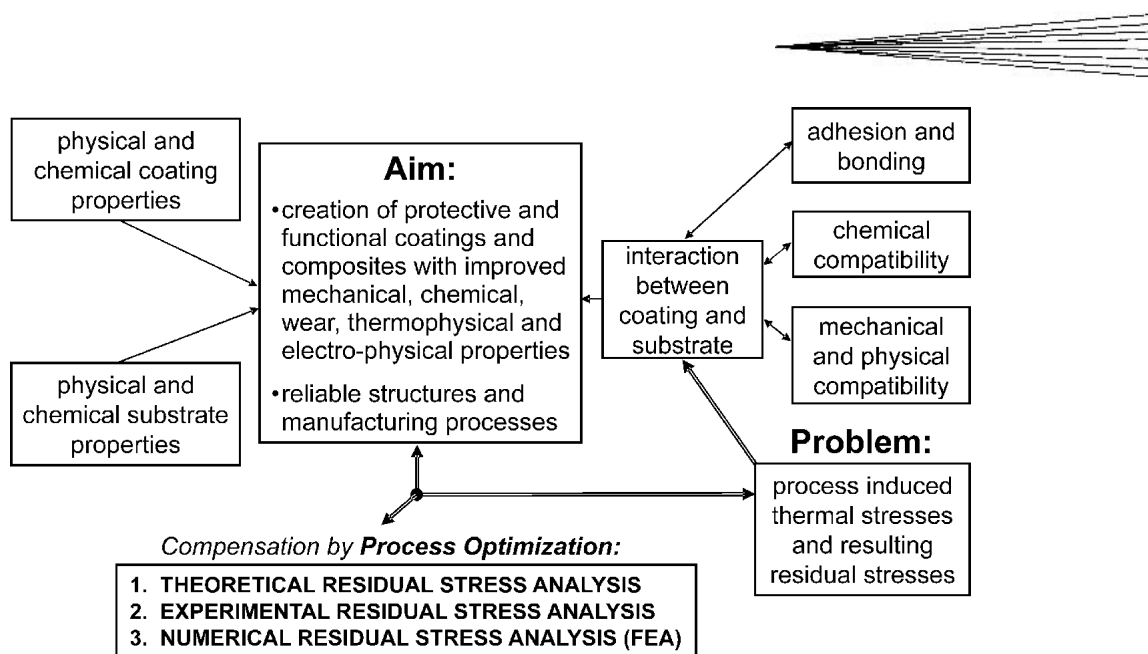 physical and
chemical coating
properties
physical and
chemical substrate
properties
Aim:
•creation of protective and
functional coatings and
composites with improved
mechanical, chemical,
wear, thermophysical and
electro-physical properties
•reliable structures and
manufacturing processes
interaction
between
coating and
substrate
adhesion and
bonding
chemical
compatibility
mechanical
and physical
compatibility
Problem:
process induced
thermal stresses
and resulting
residual stresses
Compensation by Process Optimization:
1. THEORETICAL RESIDUAL STRESS ANALYSIS
2. EXPERIMENTAL RESIDUAL STRESS ANALYSIS
3. NUMERICAL RESIDUAL STRESS ANALYSIS (FEA)